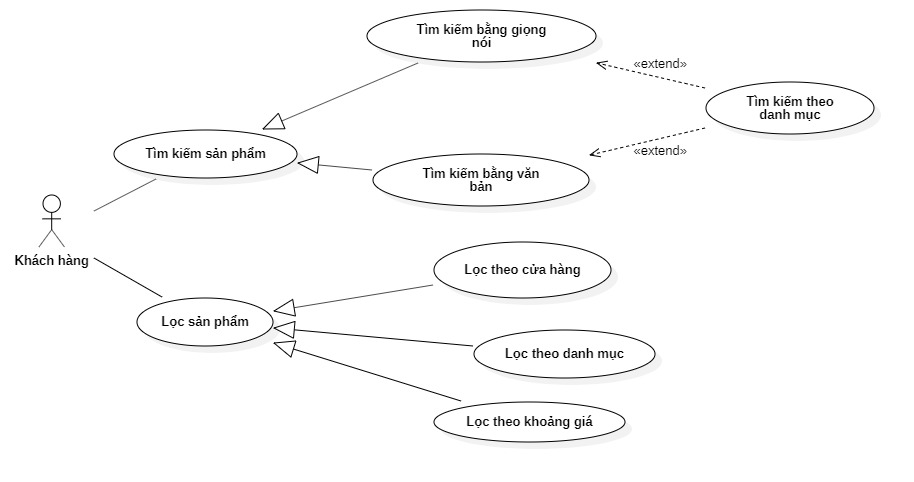 Tìm kiếm bằng giọng
nói
«extend»
Tìm kiếm theo
danh mục
Tìm kiếm sản phẩm
«extend»
Tìm kiếm bằng văn
bản
Khách hàng
Lọc theo cửa hàng
Lọc sản phẩm
Lọc theo danh mục
Lọc theo khoảng giá